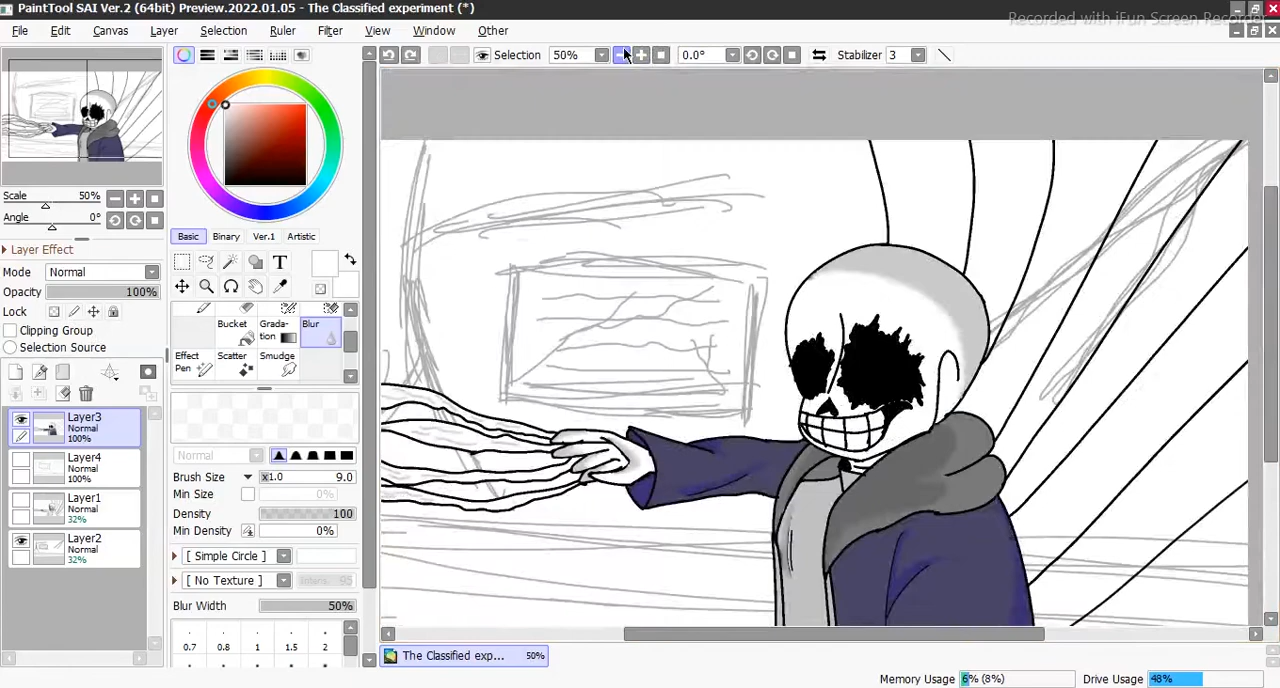 PaintTool SAI Ver.2 (64bit) Preview.2022.01.05 - The Classified experiment (*)
Recorded with iFun Screen Recorder
File Edit Canvas Layer Selection Ruler Filter View Window Other
Selection 50% 0.0° Stabilizer 3
Scale 50%
Angle 0°
Layer Effect
Mode Normal
Opacity 100%
Lock
Clipping Group
Selection Source
Layer3
Normal
100%
Layer4
Normal
100%
Layer1
Normal
32%
Layer2
Normal
32%
Basic Binary Ver.1 Artistic
T
Bucket Gradation Blur
Effect Pen Scatter Smudge
Normal
Brush Size x1.0 9.0
Min Size 0%
Density 100
Min Density 0%
[ Simple Circle ]
[ No Texture ] Intens. 95
Blur Width 50%
0.7 0.8 1 1.5 2
The Classified exp... 50%
Memory Usage 6% (8%) Drive Usage 48%